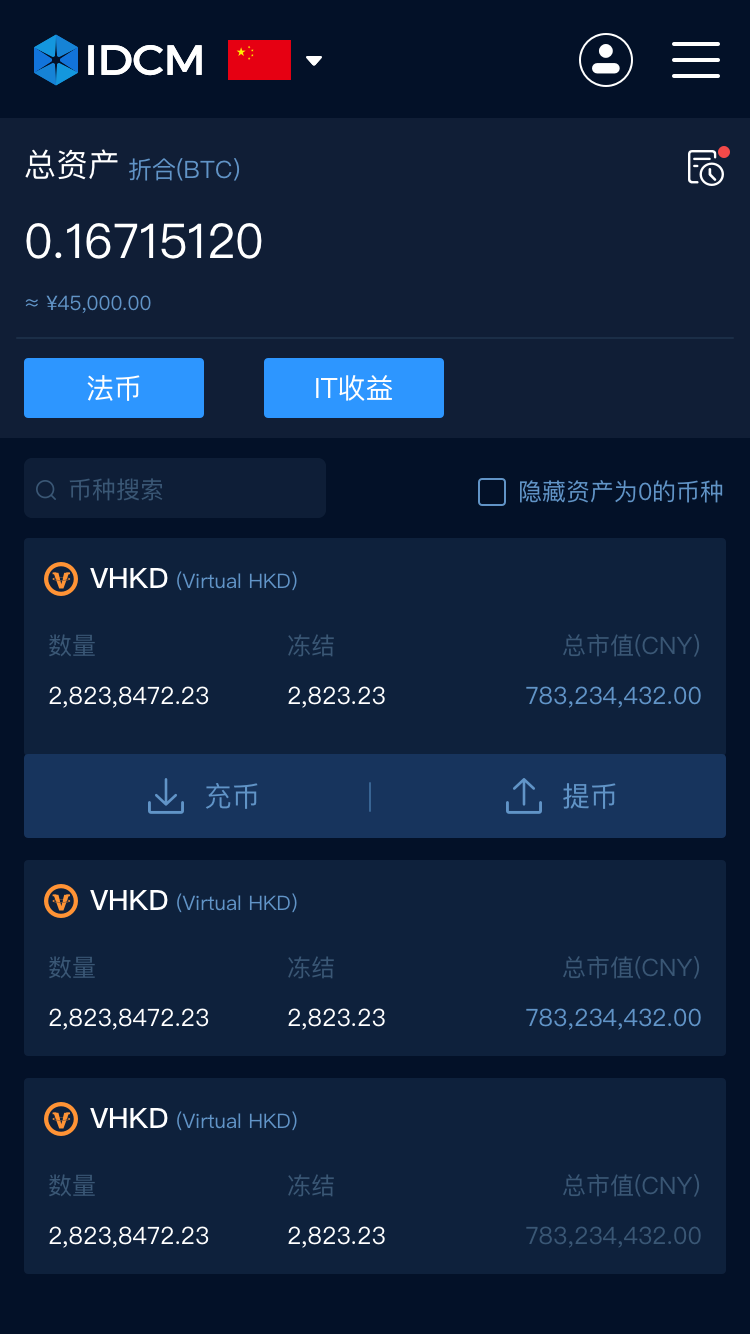 IDCM
总资产 折合(BTC)
0.16715120
≈ ¥45,000.00
法币 IT收益
币种搜索 隐藏资产为0的币种
VHKD (Virtual HKD)
数量 冻结 总市值(CNY)
2,823,8472.23 2,823.23 783,234,432.00
充币 | 提币
VHKD (Virtual HKD)
数量 冻结 总市值(CNY)
2,823,8472.23 2,823.23 783,234,432.00
VHKD (Virtual HKD)
数量 冻结 总市值(CNY)
2,823,8472.23 2,823.23 783,234,432.00